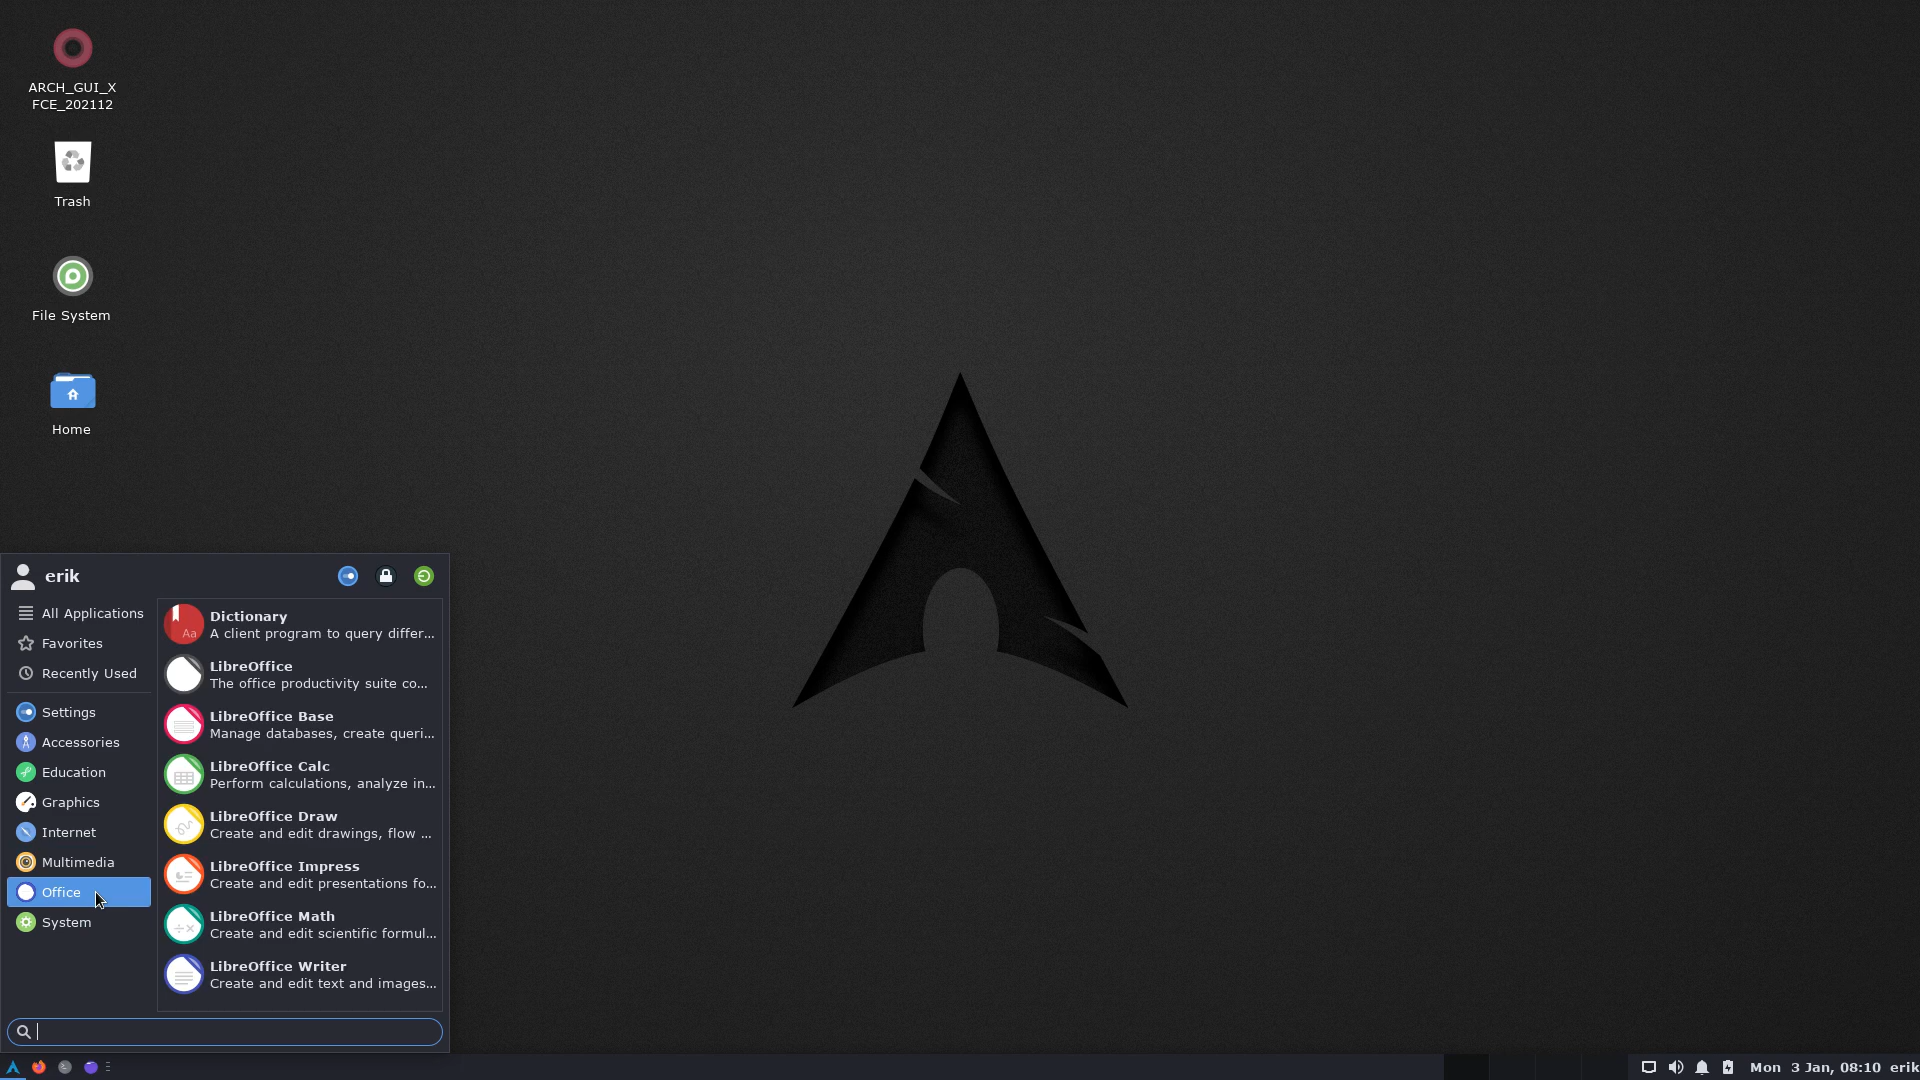 ARCH_GUI_X
FCE_202112
Trash
File System
Home
erik
All Applications
Favorites
Recently Used
Settings
Accessories
Education
Graphics
Internet
Multimedia
Office
System
Dictionary
A client program to query differ...
LibreOffice
The office productivity suite co...
LibreOffice Base
Manage databases, create queri...
LibreOffice Calc
Perform calculations, analyze in...
LibreOffice Draw
Create and edit drawings, flow ...
LibreOffice Impress
Create and edit presentations fo...
LibreOffice Math
Create and edit scientific formul...
LibreOffice Writer
Create and edit text and images...
Mon 3 Jan, 08:10 erik